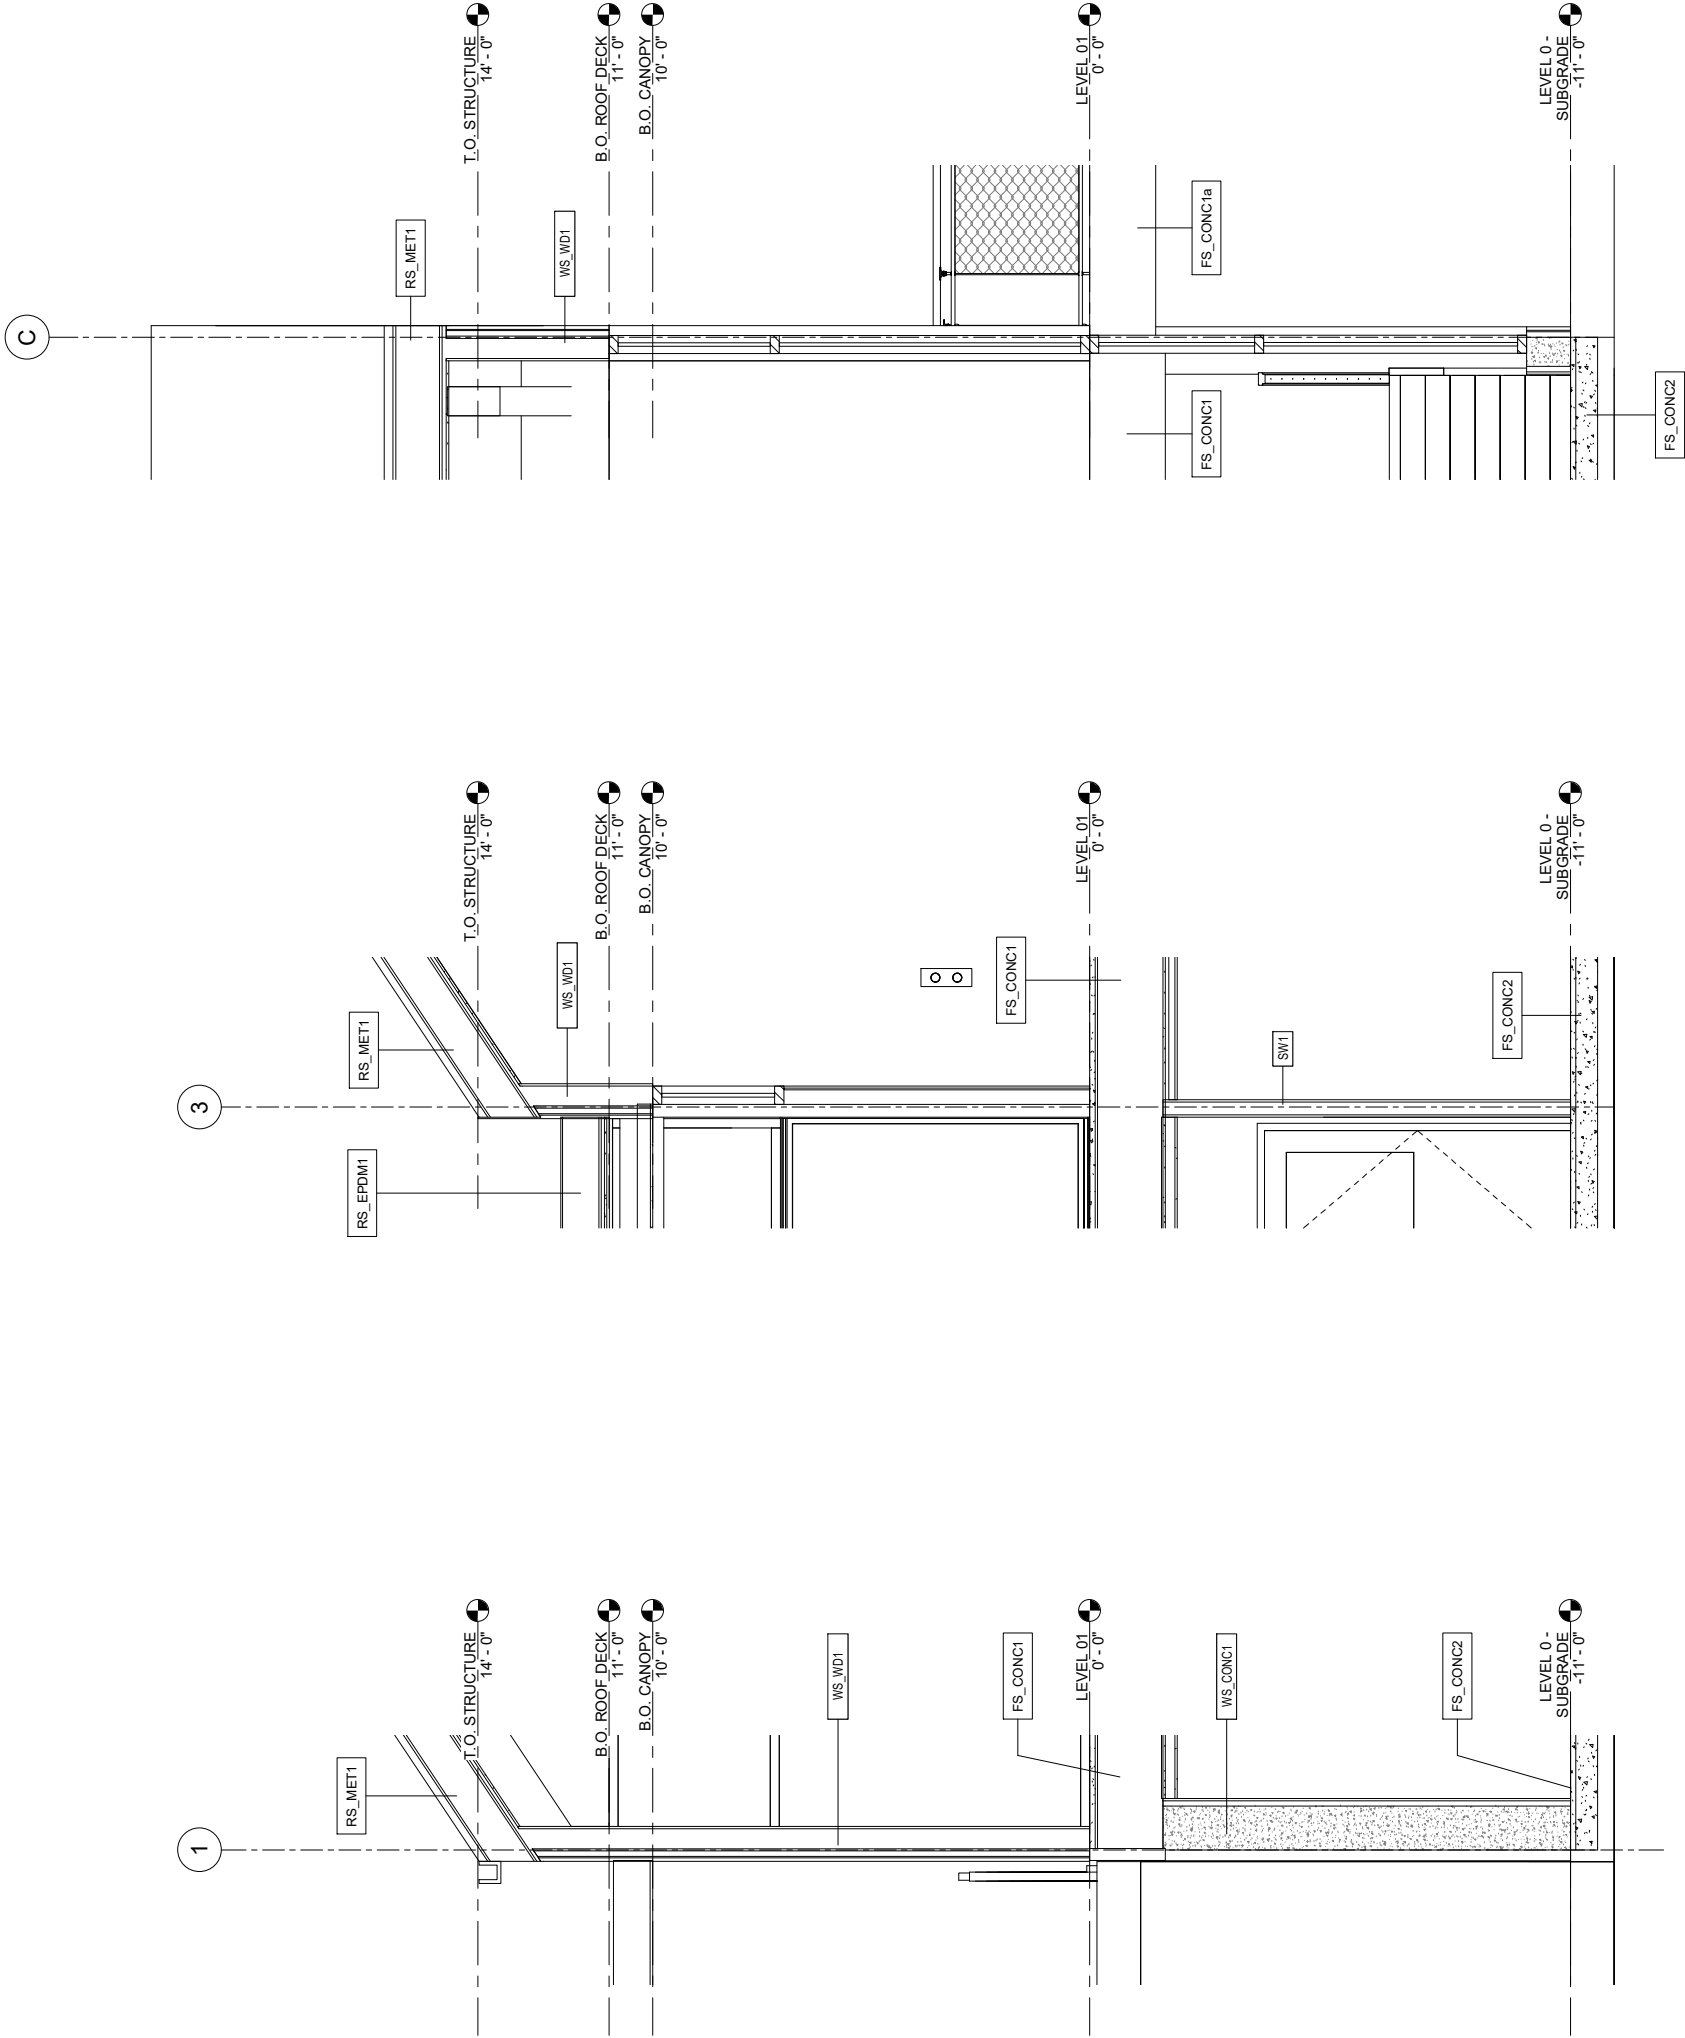 C
RS_MET1
WS_WD1
T.O. STRUCTURE
14' - 0"
B.O. ROOF DECK
11' - 0"
B.O. CANOPY
10' - 0"
LEVEL 01
0' - 0"
FS_CONC1a
FS_CONC1
LEVEL 0 -
SUBGRADE
-11' - 0"
FS_CONC2
3
RS_MET1
RS_EPDM1
WS_WD1
T.O. STRUCTURE
14' - 0"
B.O. ROOF DECK
11' - 0"
B.O. CANOPY
10' - 0"
FS_CONC1
LEVEL 01
0' - 0"
SW1
FS_CONC2
LEVEL 0 -
SUBGRADE
-11' - 0"
1
RS_MET1
T.O. STRUCTURE
14' - 0"
B.O. ROOF DECK
11' - 0"
B.O. CANOPY
10' - 0"
WS_WD1
FS_CONC1
LEVEL 01
0' - 0"
WS_CONC1
FS_CONC2
LEVEL 0 -
SUBGRADE
-11' - 0"